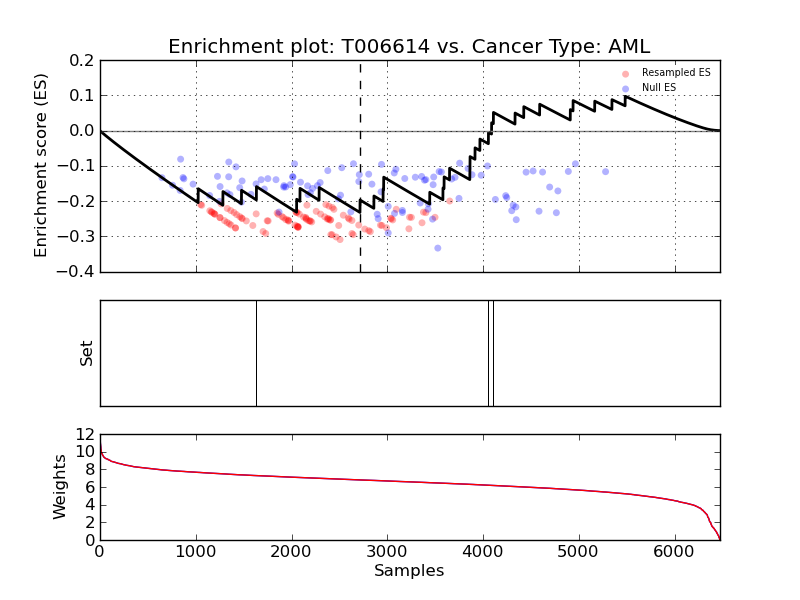 Enrichment plot: T006614 vs. Cancer Type: AML
Enrichment score (ES)
0.2
0.1
0.0
−0.1
−0.2
−0.3
−0.4
Resampled ES
Null ES
Set
Weights
12
10
8
6
4
2
0
0 1000 2000 3000 4000 5000 6000
Samples